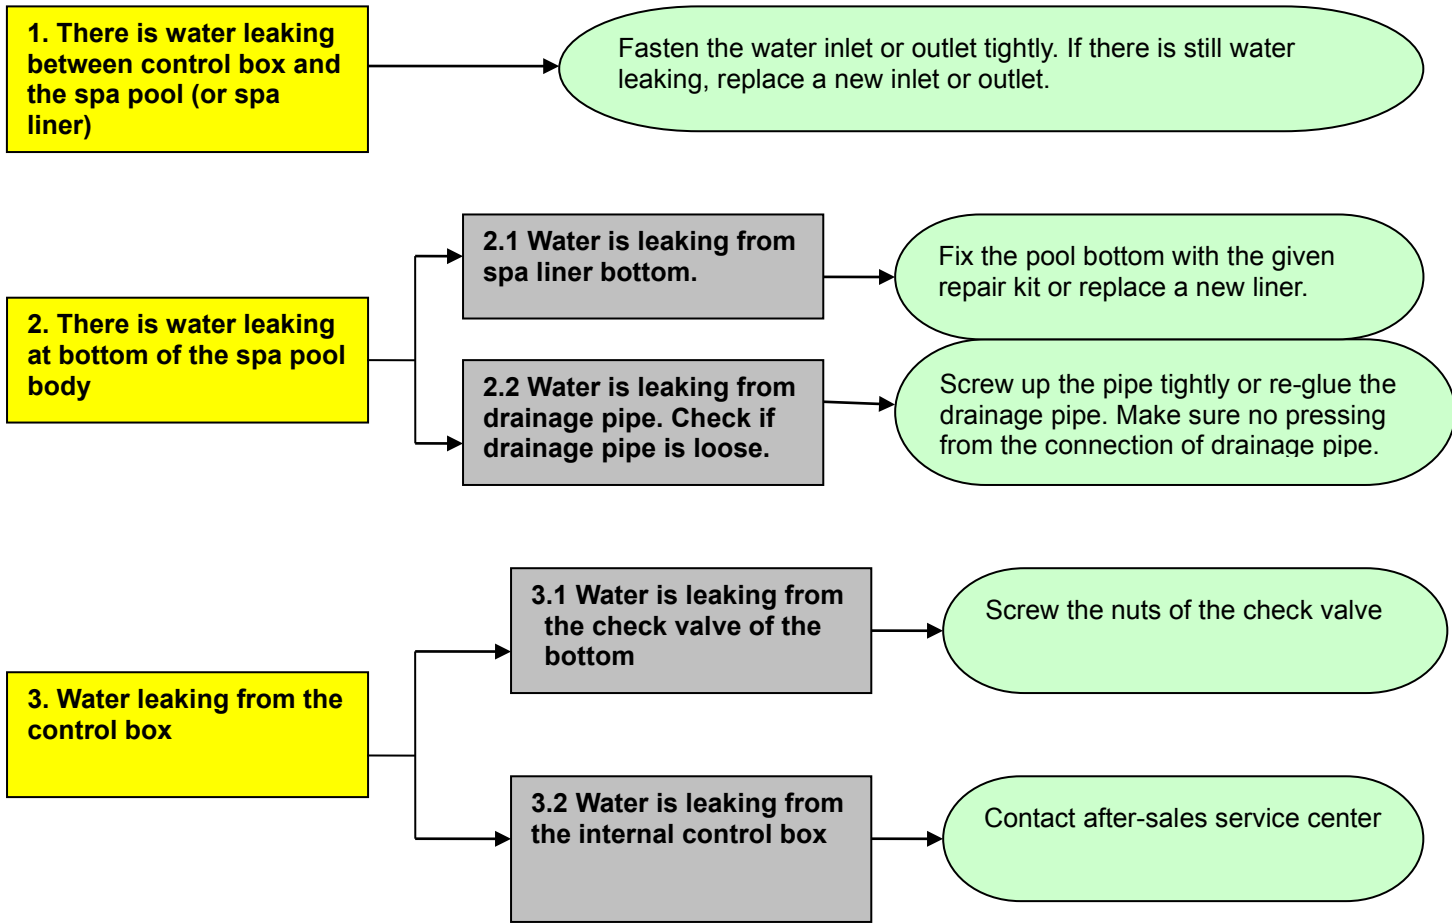 1. There is water leaking
between control box and
the spa pool (or spa
liner)
Fasten the water inlet or outlet tightly. If there is still water
leaking, replace a new inlet or outlet.
2. There is water leaking
at bottom of the spa pool
body
2.1 Water is leaking from
spa liner bottom.
Fix the pool bottom with the given
repair kit or replace a new liner.
2.2 Water is leaking from
drainage pipe. Check if
drainage pipe is loose.
Screw up the pipe tightly or re-glue the
drainage pipe. Make sure no pressing
from the connection of drainage pipe.
3. Water leaking from the
control box
3.1 Water is leaking from
the check valve of the
bottom
Screw the nuts of the check valve
3.2 Water is leaking from
the internal control box
Contact after-sales service center